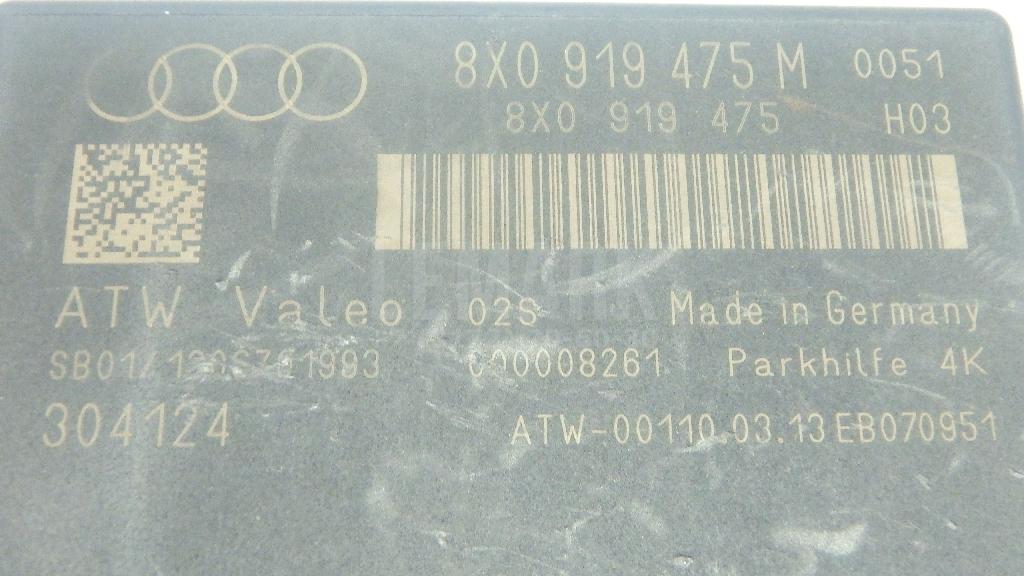 8X0 919 475 M 0051
8X0 919 475 H03
ATW Valeo 02S Made in Germany
Parkhilfe 4K
304124 ATW-00110 03.13 EB070951